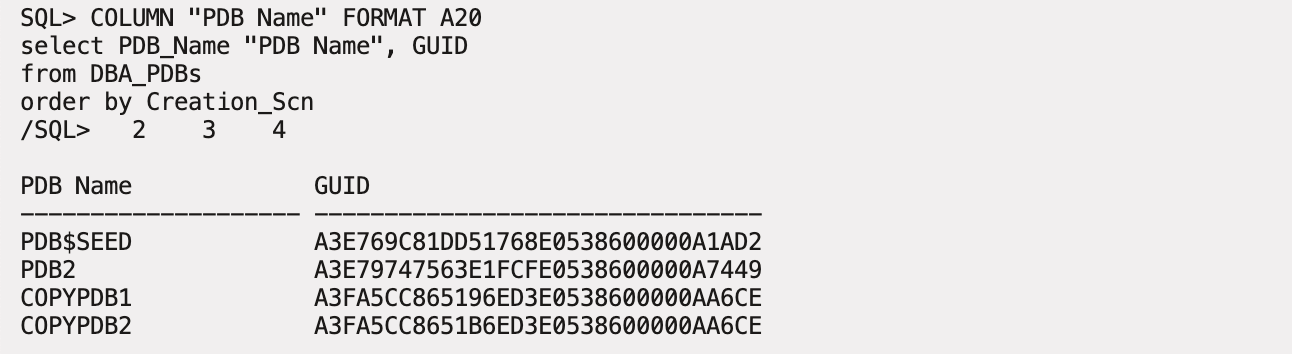 SQL> COLUMN "PDB Name" FORMAT A20
select PDB_Name "PDB Name", GUID
from DBA_PDBs
order by Creation_Scn
/SQL>   2    3    4

PDB Name             GUID
-------------------- --------------------------------
PDB$SEED             A3E769C81DD51768E0538600000A1AD2
PDB2                 A3E79747563E1FCFE0538600000A7449
COPYPDB1             A3FA5CC865196ED3E0538600000AA6CE
COPYPDB2             A3FA5CC8651B6ED3E0538600000AA6CE